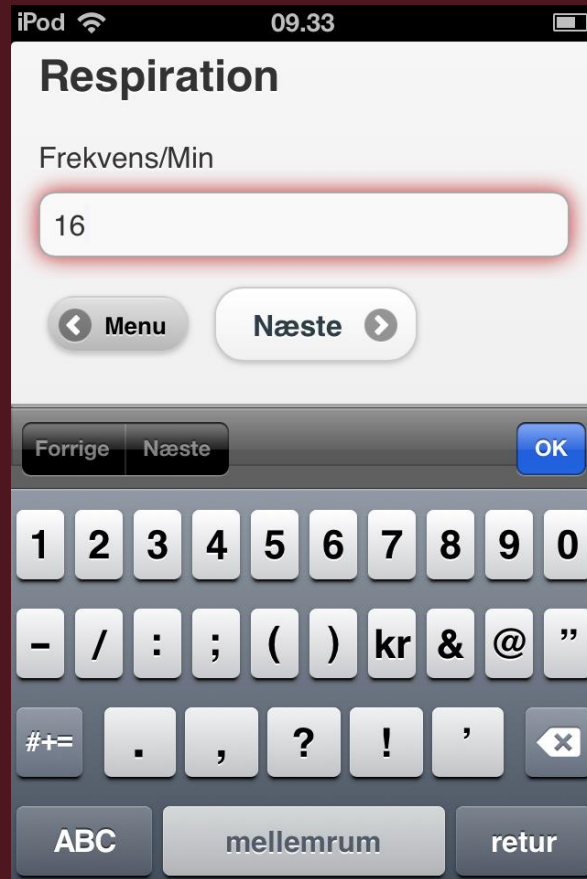 iPod 09.33
Respiration
Frekvens/Min
16
Menu Næste
Forrige Næste OK
1 2 3 4 5 6 7 8 9 0
- / : ; ( ) kr & @ ”
#+= . , ? ! ’
ABC mellemrum retur